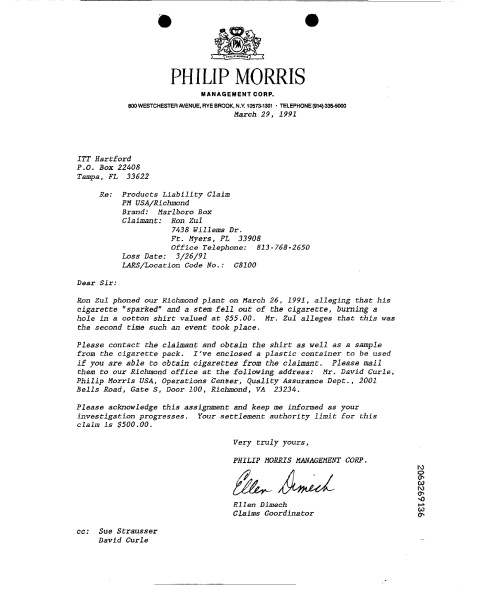 PM
PHILIP MORRIS
MANAGEMENT CORP.
800 WESTCHESTER AVENUE, RYE BROOK, N.Y. 10573-1301 · TELEPHONE (914) 335-5000
March 29, 1991
ITT Hartford
P.O. Box 22408
Tampa, FL 33622
Re: Products Liability Claim
PM USA/Richmond
Brand: Marlboro Box
Claimant: Ron Zul
7438 Willems Dr.
Ft. Myers, FL 33908
Office Telephone: 813-768-2650
Loss Date: 3/26/91
LARS/Location Code No.: C8100
Dear Sir:
Ron Zul phoned our Richmond plant on March 26, 1991, alleging that his
cigarette "sparked" and a stem fell out of the cigarette, burning a
hole in a cotton shirt valued at $55.00. Mr. Zul alleges that this was
the second time such an event took place.
Please contact the claimant and obtain the shirt as well as a sample
from the cigarette pack. I've enclosed a plastic container to be used
if you are able to obtain cigarettes from the claimant. Please mail
them to our Richmond office at the following address: Mr. David Curle,
Philip Morris USA, Operations Center, Quality Assurance Dept., 2001
Bells Road, Gate S, Door 100, Richmond, VA 23234.
Please acknowledge this assignment and keep me informed as your
investigation progresses. Your settlement authority limit for this
claim is $500.00.
Very truly yours,
PHILIP MORRIS MANAGEMENT CORP.
Ellen Dimech
Ellen Dimech
Claims Coordinator
cc: Sue Strausser
David Curle
2063269136